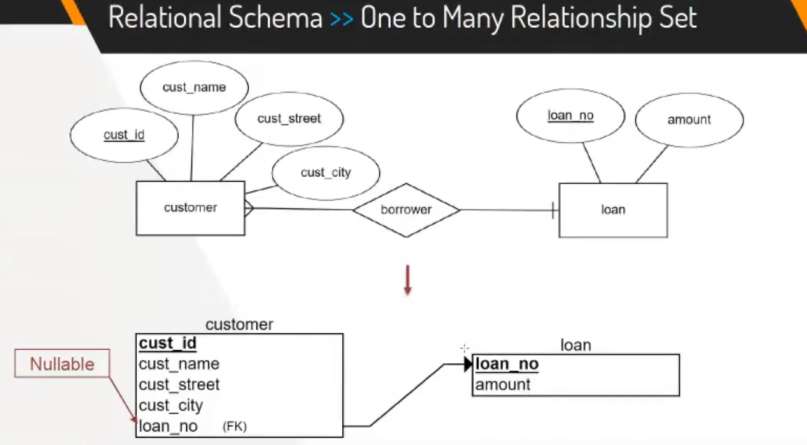 Relational Schema >> One to Many Relationship Set
cust_name
cust_id
cust_street
cust_city
loan_no
amount
customer
borrower
loan
customer
cust_id
cust_name
cust_street
cust_city
loan_no (FK)
Nullable
loan
loan_no
amount